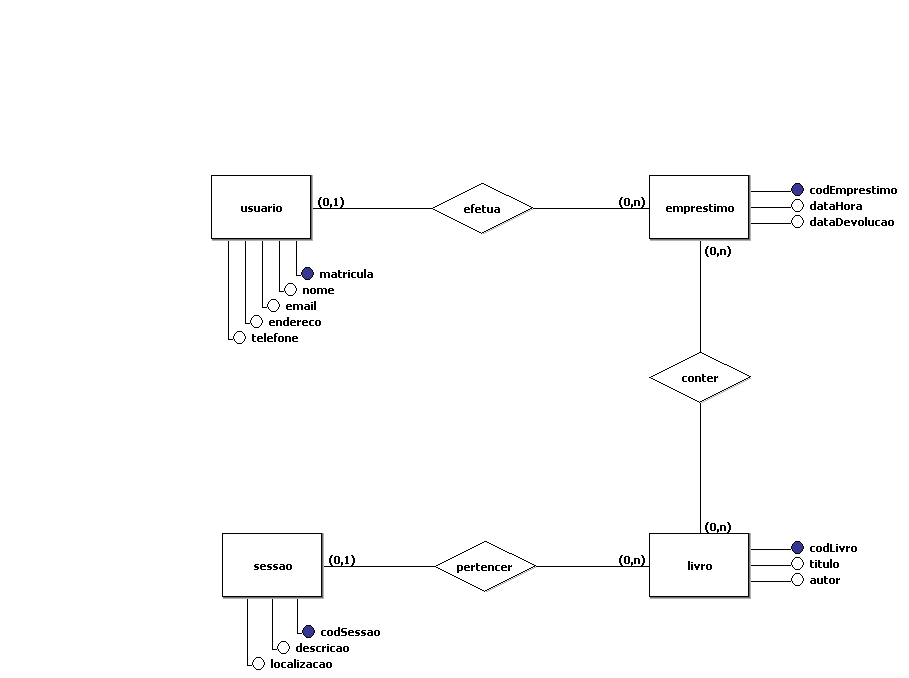 usuario
(0,1)
efetua
(0,n)
emprestimo
codEmprestimo
dataHora
dataDevolucao
(0,n)
matricula
nome
email
endereco
telefone
conter
(0,n)
sessao
(0,1)
pertencer
(0,n)
livro
codLivro
titulo
autor
codSessao
descricao
localizacao